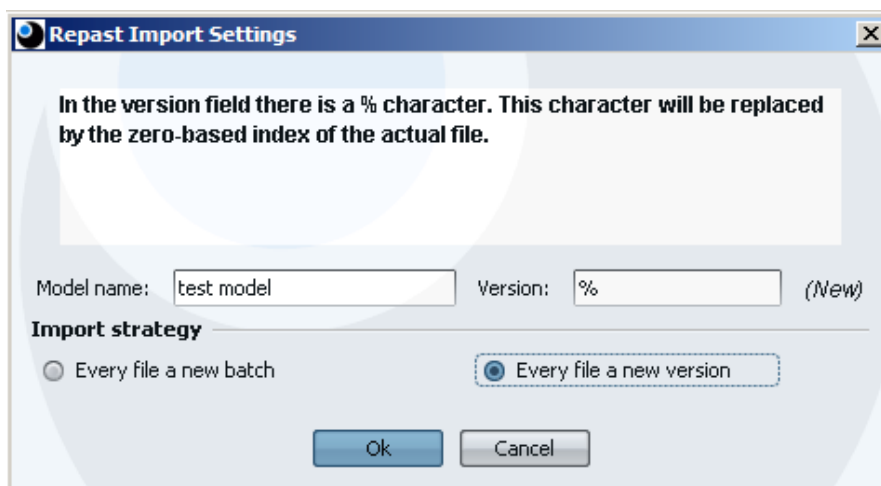 Repast Import Settings
In the version field there is a % character. This character will be replaced
by the zero-based index of the actual file.
Model name: test model Version: % (New)
Import strategy
Every file a new batch Every file a new version
Ok Cancel